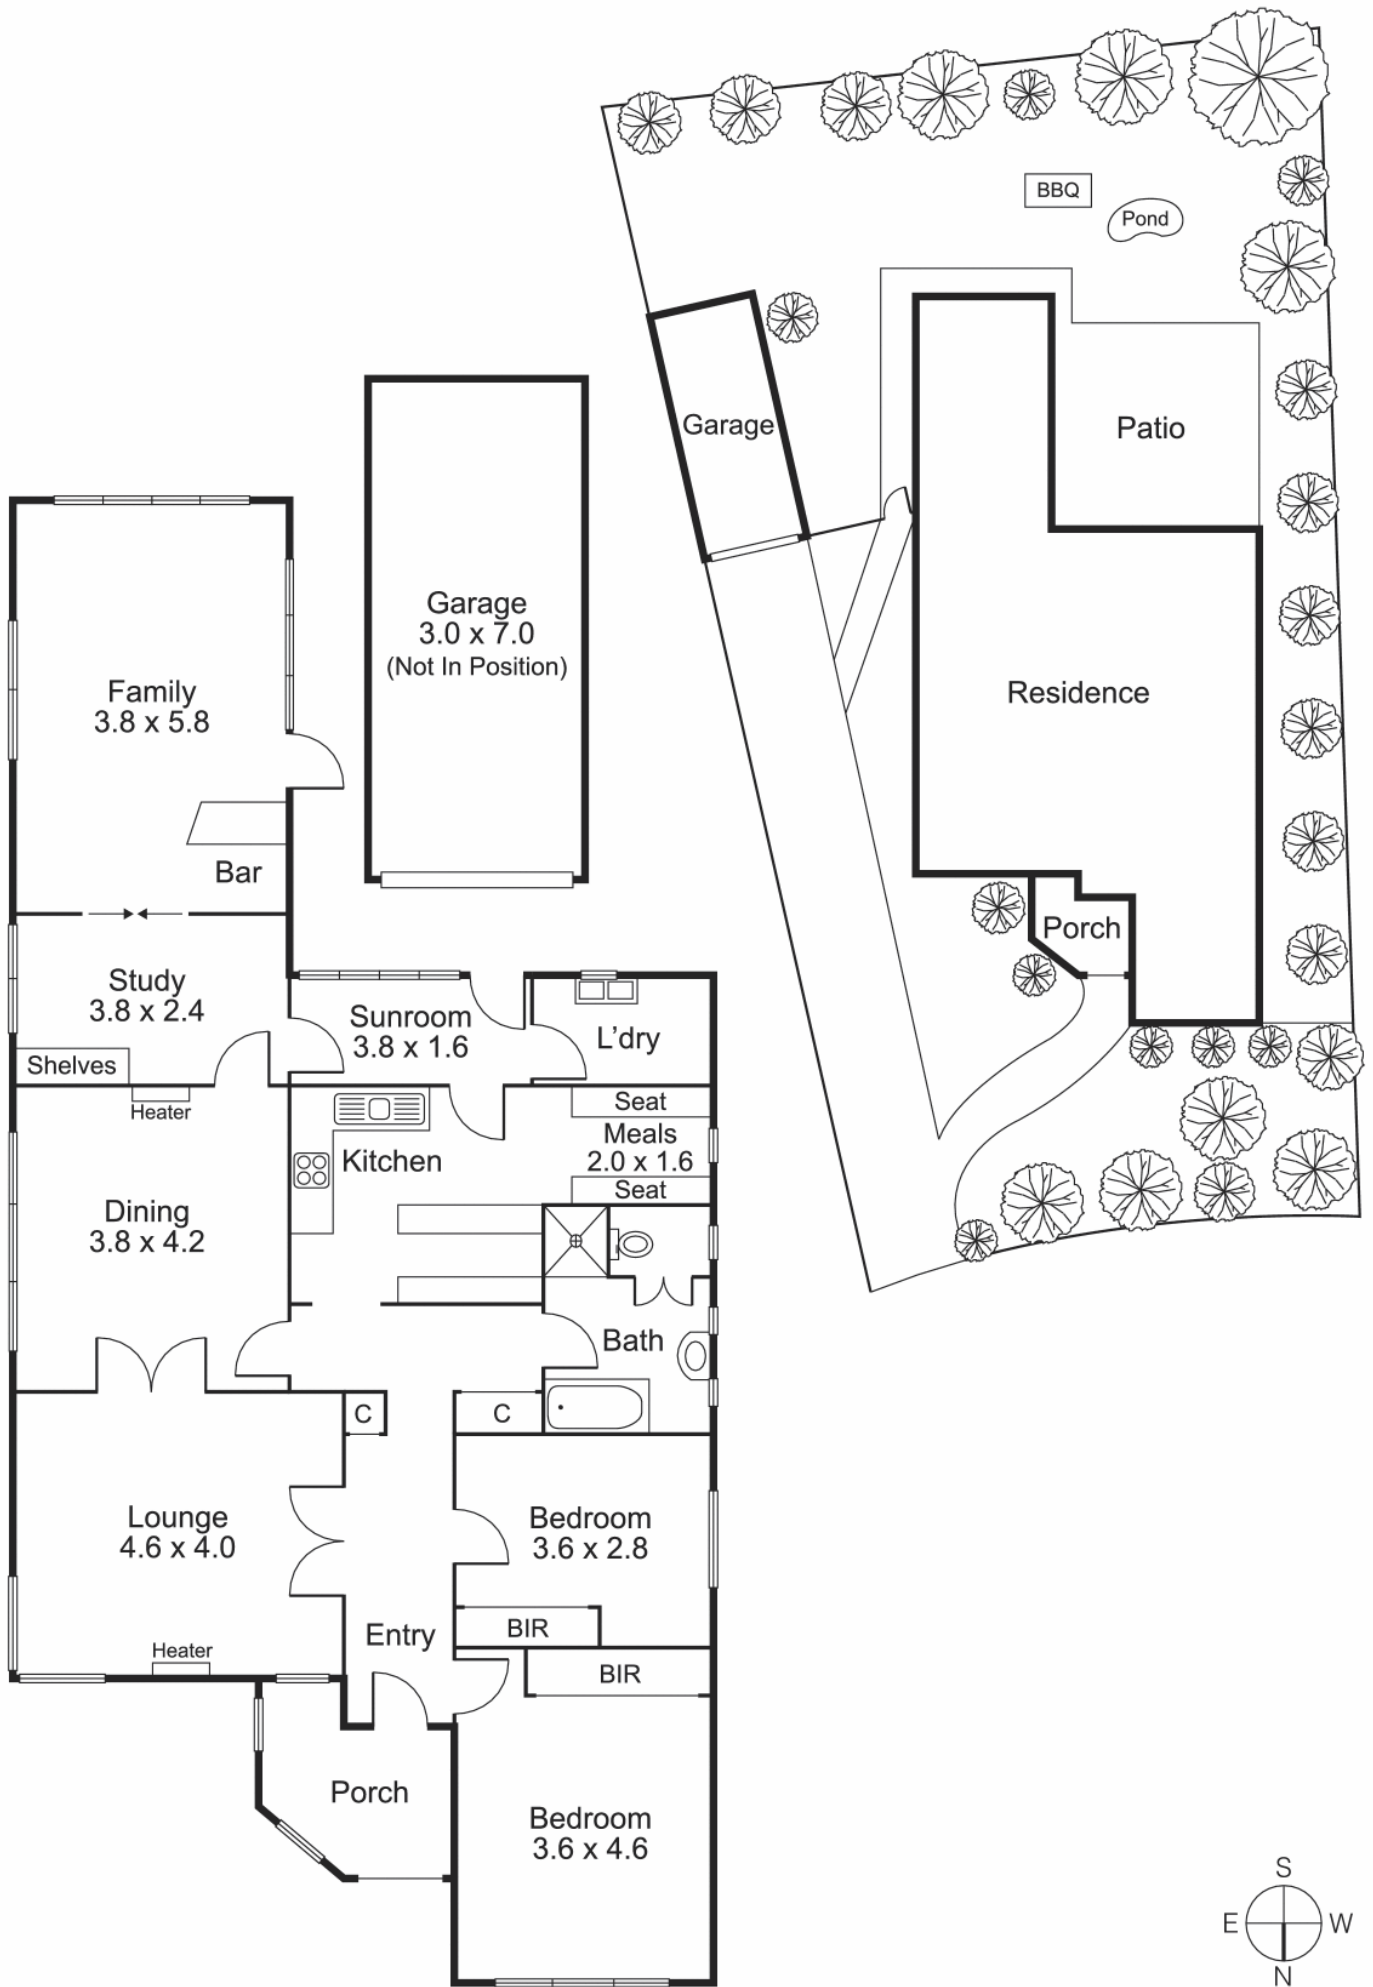 BBQ
Pond
Garage
Patio
Residence
Porch
Garage
3.0 x 7.0
(Not In Position)
Family
3.8 x 5.8
Bar
Study
3.8 x 2.4
Shelves
Sunroom
3.8 x 1.6
L'dry
Heater
Seat
Meals
2.0 x 1.6
Seat
Kitchen
Dining
3.8 x 4.2
Bath
C
C
Lounge
4.6 x 4.0
Heater
Bedroom
3.6 x 2.8
BIR
Entry
BIR
Porch
Bedroom
3.6 x 4.6
S
E W
N